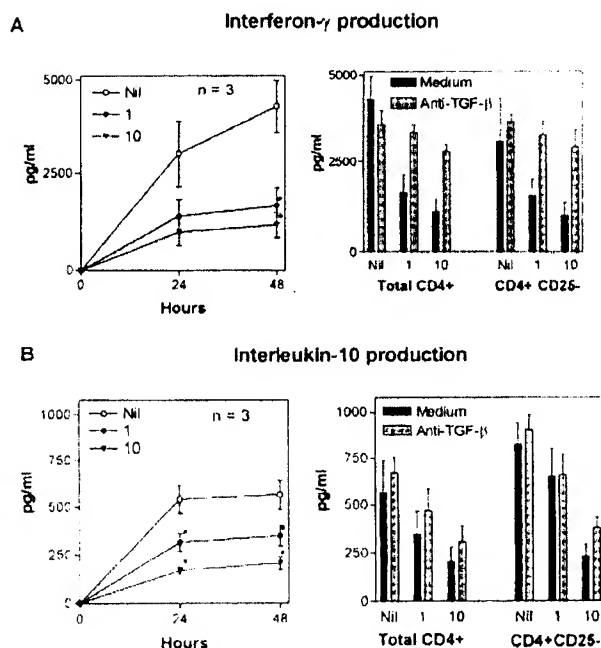 A
Interferon-γ production
5000
2500
0
pg/ml
Nil
1
10
n = 3
0 24 48
Hours
5000
2500
0
pg/ml
Medium
Anti-TGF-β
Nil 1 10 Nil 1 10
Total CD4+ CD4+ CD25-
B
Interleukin-10 production
1000
750
500
250
0
pg/ml
Nil
1
10
n = 3
0 24 48
Hours
1000
750
500
250
0
pg/ml
Medium
Anti-TGF-β
Nil 1 10 Nil 1 10
Total CD4+ CD4+CD25-